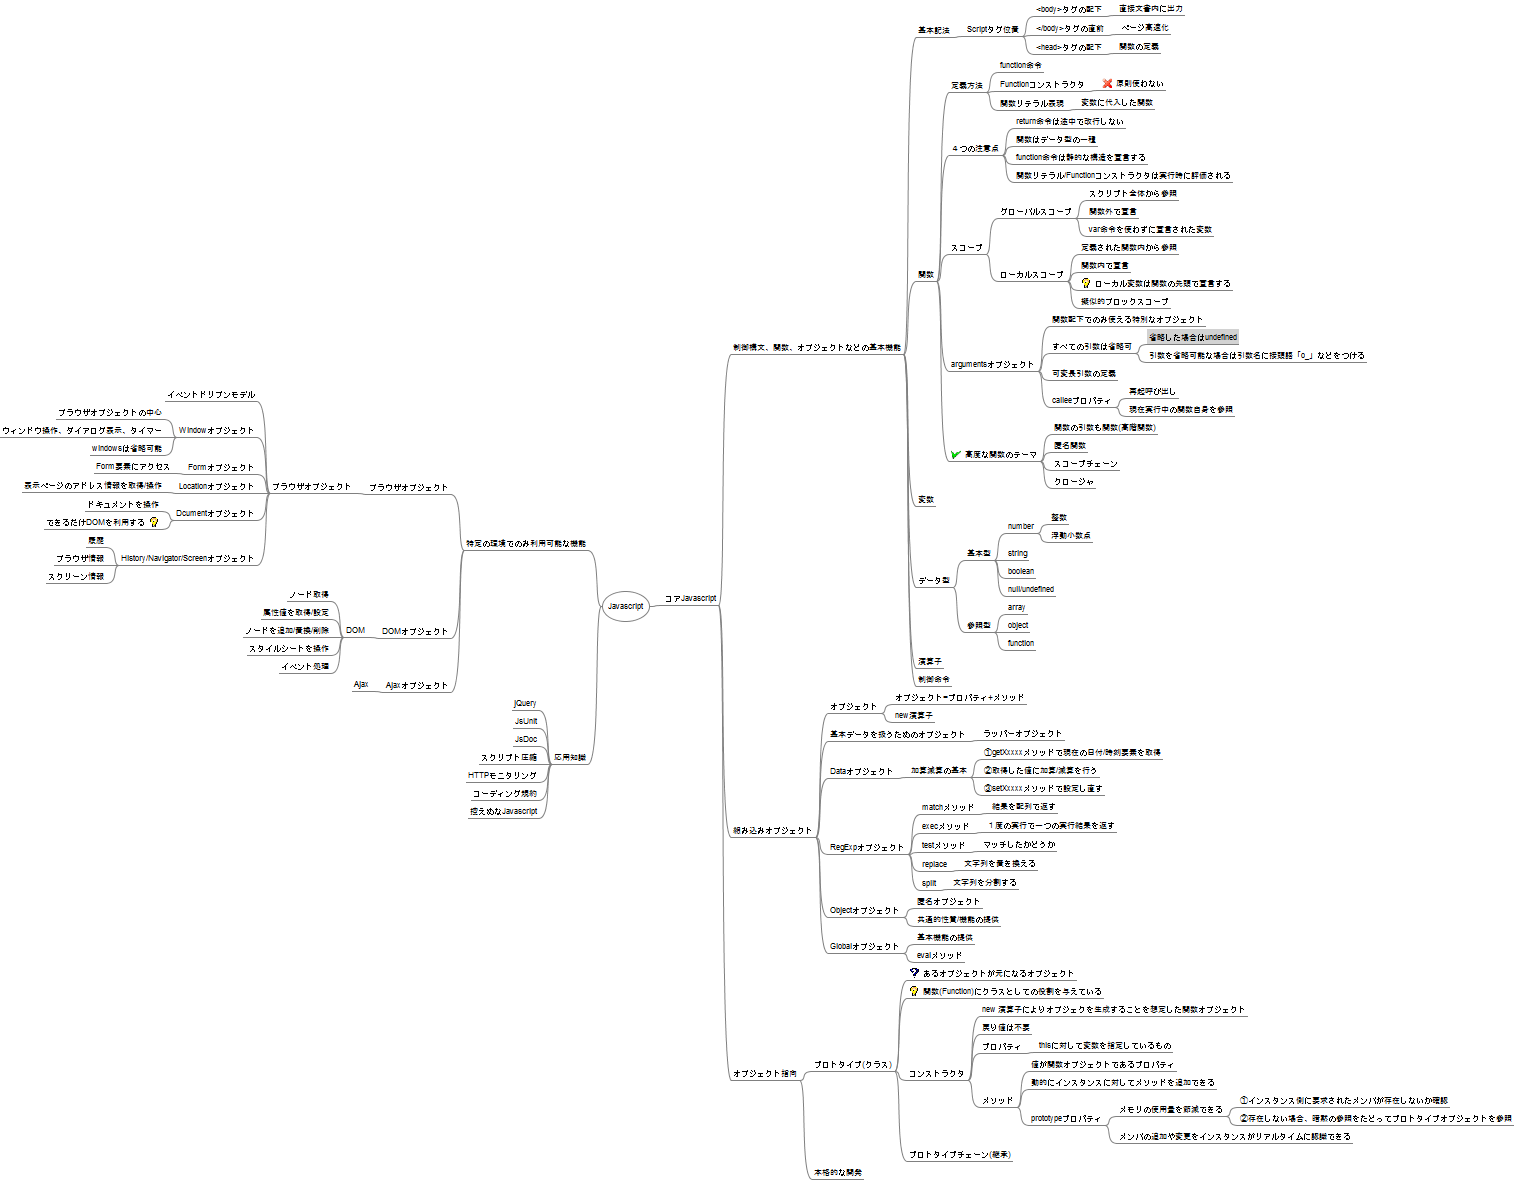 Javascript
コアJavascript
制御構文、関数、オブジェクトなどの基本機能
基本記法
Scriptタグ位置
<body>タグの配下
直接文書内に出力
</body>タグの直前
ページ高速化
<head>タグの配下
関数の定義
関数
定義方法
function命令
Functionコンストラクタ
原則使わない
関数リテラル表現
変数に代入した関数
４つの注意点
return命令は途中で改行しない
関数はデータ型の一種
function命令は静的な構造を宣言する
関数リテラル/Functionコンストラクタは実行時に評価される
スコープ
グローバルスコープ
スクリプト全体から参照
関数外で宣言
var命令を使わずに宣言された変数
ローカルスコープ
定義された関数内から参照
関数内で宣言
ローカル変数は関数の先頭で宣言する
擬似的ブロックスコープ
argumentsオブジェクト
関数配下でのみ使える特別なオブジェクト
すべての引数は省略可
省略した場合はundefined
引数を省略可能な場合は引数名に接頭語「o_」などをつける
可変長引数の定義
calleeプロパティ
再起呼び出し
現在実行中の関数自身を参照
高度な関数のテーマ
関数の引数も関数(高階関数)
匿名関数
スコープチェーン
クロージャ
変数
データ型
基本型
number
整数
浮動小数点
string
boolean
null/undefined
参照型
array
object
function
演算子
制御命令
組み込みオブジェクト
オブジェクト
オブジェクト=プロパティ+メソッド
new演算子
基本データを扱うためのオブジェクト
ラッパーオブジェクト
Dataオブジェクト
加算減算の基本
①getXxxxxメソッドで現在の日付/時刻要素を取得
②取得した値に加算/減算を行う
③setXxxxxメソッドで設定し直す
RegExpオブジェクト
matchメソッド
結果を配列で返す
execメソッド
１度の実行で一つの実行結果を返す
testメソッド
マッチしたかどうか
replace
文字列を置き換える
split
文字列を分割する
Objectオブジェクト
匿名オブジェクト
共通的性質/機能の提供
Globalオブジェクト
基本機能の提供
evalメソッド
オブジェクト指向
プロトタイプ(クラス)
あるオブジェクトが元になるオブジェクト
関数(Function)にクラスとしての役割を与えている
コンストラクタ
new 演算子によりオブジェクを生成することを想定した関数オブジェクト
戻り値は不要
プロパティ
thisに対して変数を指定しているもの
メソッド
値が関数オブジェクトであるプロパティ
動的にインスタンスに対してメソッドを追加できる
prototypeプロパティ
メモリの使用量を節減できる
①インスタンス側に要求されたメンバが存在しないか確認
②存在しない場合、暗黙の参照をたどってプロトタイプオブジェクトを参照
メンバの追加や変更をインスタンスがリアルタイムに認識できる
プロトタイプチェーン(継承)
本格的な開発
特定の環境でのみ利用可能な機能
ブラウザオブジェクト
ブラウザオブジェクト
イベントドリブンモデル
Windowオブジェクト
ブラウザオブジェクトの中心
ウィンドウ操作、ダイアログ表示、タイマー
windowsは省略可能
Formオブジェクト
Form要素にアクセス
Locationオブジェクト
表示ページのアドレス情報を取得/操作
Dcumentオブジェクト
ドキュメントを操作
できるだけDOMを利用する
History/Navigator/Screenオブジェクト
履歴
ブラウザ情報
スクリーン情報
DOMオブジェクト
DOM
ノード取得
属性値を取得/設定
ノードを追加/置換/削除
スタイルシートを操作
イベント処理
Ajaxオブジェクト
Ajax
応用知識
jQuery
JsUnit
JsDoc
スクリプト圧縮
HTTPモニタリング
コーディング規約
控えめなJavascript